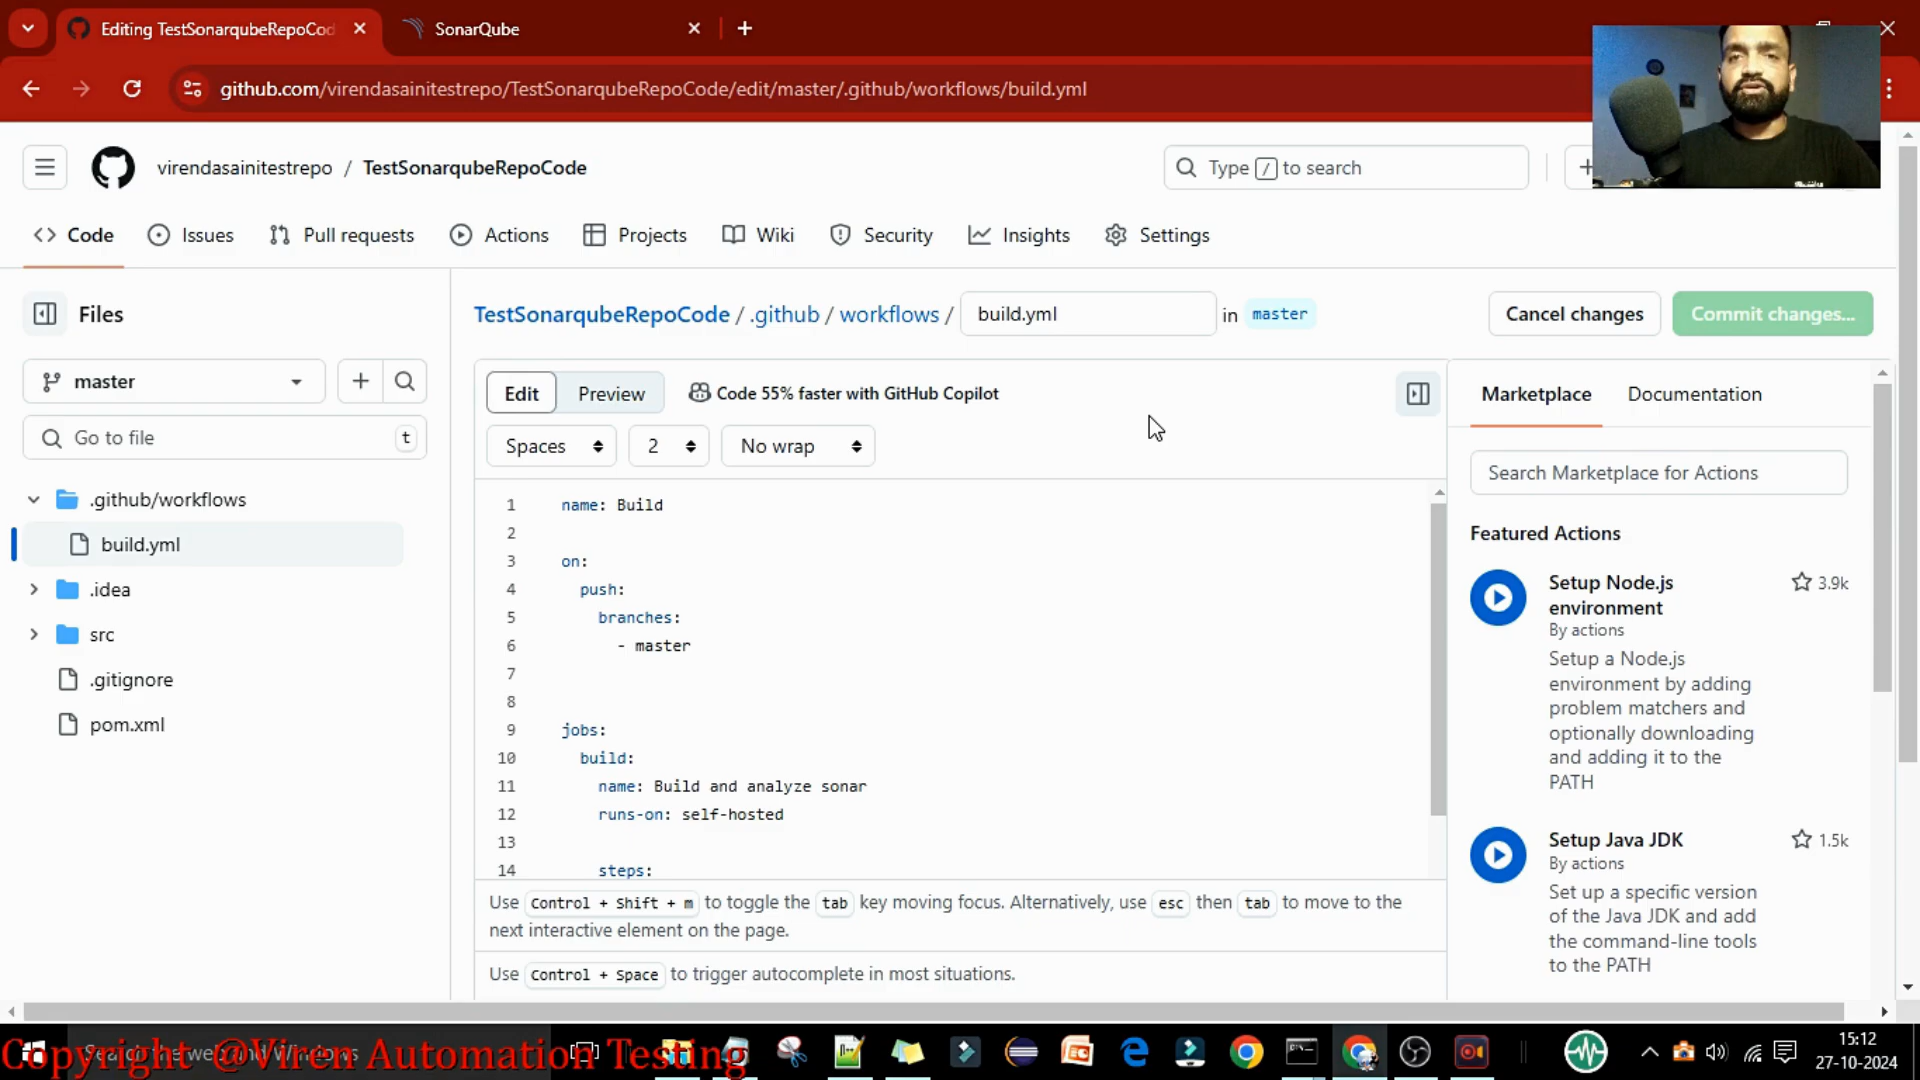 Editing TestSonarqubeRepoCod
SonarQube
github.com/virendasainitestrepo/TestSonarqubeRepoCode/edit/master/.github/workflows/build.yml
virendasainitestrepo / TestSonarqubeRepoCode
Type / to search
Code Issues Pull requests Actions Projects Wiki Security Insights Settings
Files
TestSonarqubeRepoCode / .github / workflows / build.yml in master
Cancel changes
Commit changes...
master
Go to file t
.github/workflows
build.yml
.idea
src
.gitignore
pom.xml
Edit Preview Code 55% faster with GitHub Copilot
Spaces 2 No wrap
1 name: Build
2
3 on:
4 push:
5 branches:
6 - master
7
8
9 jobs:
10 build:
11 name: Build and analyze sonar
12 runs-on: self-hosted
13
14 steps:
Use Control + Shift + m to toggle the tab key moving focus. Alternatively, use esc then tab to move to the
next interactive element on the page.
Use Control + Space to trigger autocomplete in most situations.
Marketplace Documentation
Search Marketplace for Actions
Featured Actions
Setup Node.js
environment
3.9k
By actions
Setup a Node.js
environment by adding
problem matchers and
optionally downloading
and adding it to the
PATH
Setup Java JDK
1.5k
By actions
Set up a specific version
of the Java JDK and add
the command-line tools
to the PATH
Search the web and Windows
Copyright @Viren Automation Testing
15:12
27-10-2024